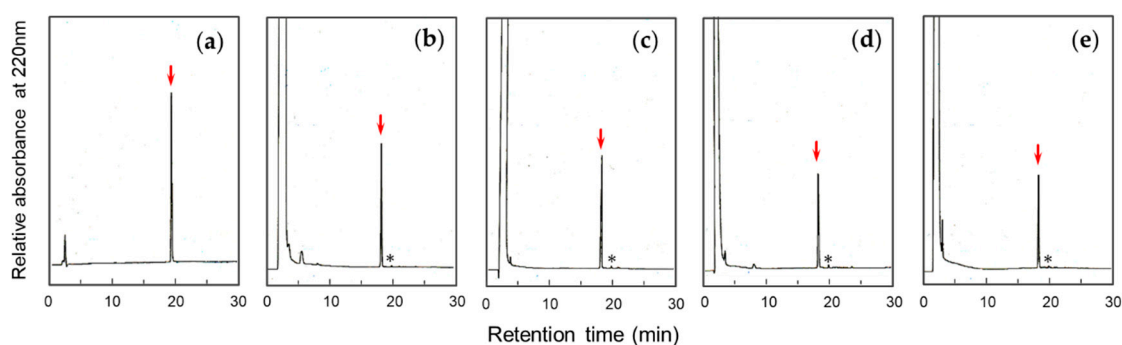 Relative absorbance at 220nm
(a) (b) (c) (d) (e)
* * * *
0 10 20 30 0 10 20 30 0 10 20 30 0 10 20 30 0 10 20 30
Retention time (min)